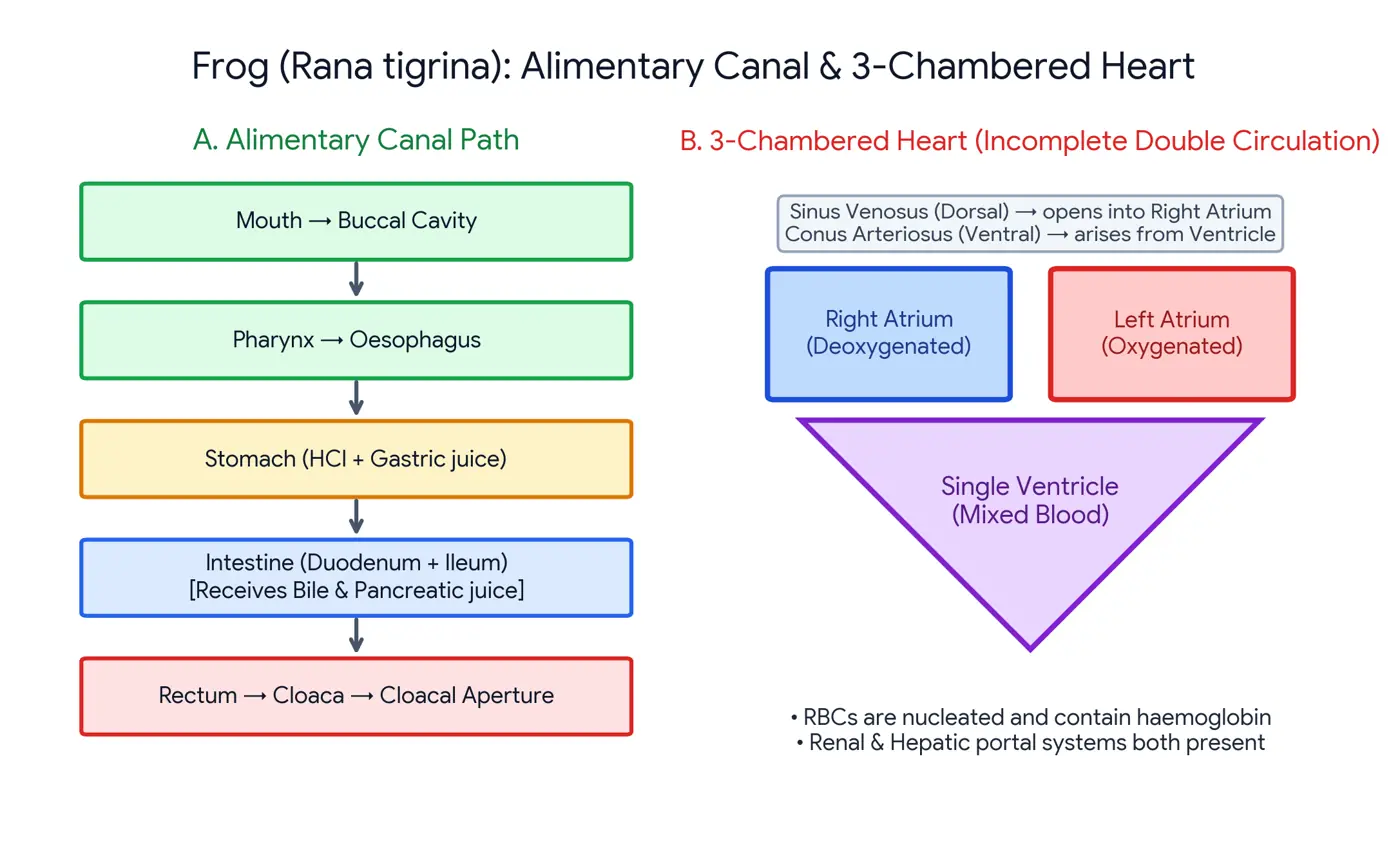 Frog (Rana tigrina): Alimentary Canal & 3-Chambered Heart
A. Alimentary Canal Path
Mouth → Buccal Cavity
Pharynx → Oesophagus
Stomach (HCl + Gastric juice)
Intestine (Duodenum + Ileum)
[Receives Bile & Pancreatic juice]
Rectum → Cloaca → Cloacal Aperture
B. 3-Chambered Heart (Incomplete Double Circulation)
Sinus Venosus (Dorsal) → opens into Right Atrium
Conus Arteriosus (Ventral) → arises from Ventricle
Right Atrium
(Deoxygenated)
Left Atrium
(Oxygenated)
Single Ventricle
(Mixed Blood)
• RBCs are nucleated and contain haemoglobin
• Renal & Hepatic portal systems both present